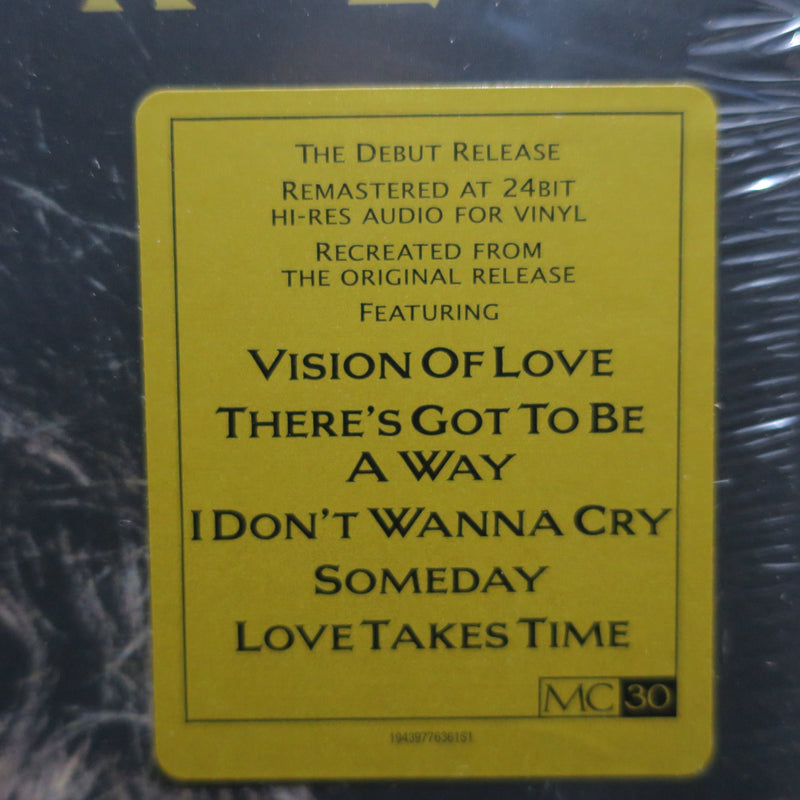 THE DEBUT RELEASE
REMASTERED AT 24BIT
HI-RES AUDIO FOR VINYL
RECREATED FROM
THE ORIGINAL RELEASE
FEATURING
VISION OF LOVE
THERE'S GOT TO BE
A WAY
I DON'T WANNA CRY
SOMEDAY
LOVE TAKES TIME
MC 30